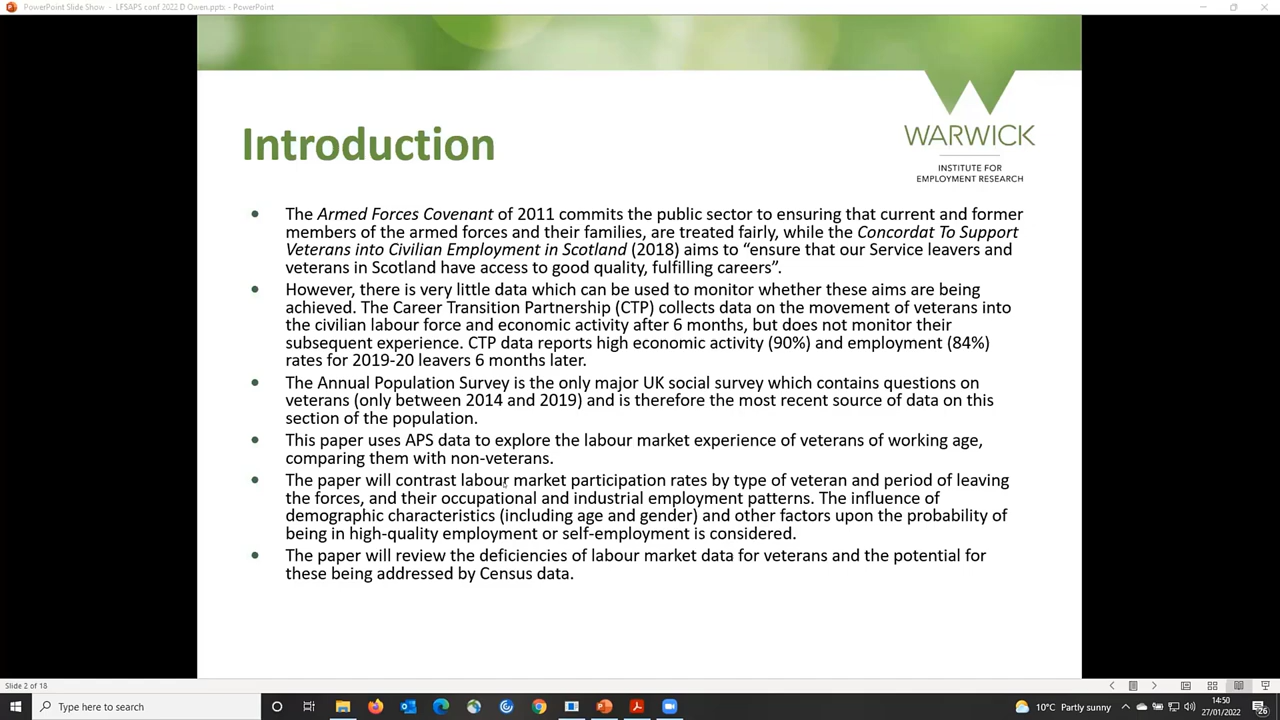 PowerPoint Slide Show - LFSAPS conf 2022 D Owen.pptx - PowerPoint
WARWICK
INSTITUTE FOR
EMPLOYMENT RESEARCH
Introduction
• The Armed Forces Covenant of 2011 commits the public sector to ensuring that current and former
members of the armed forces and their families, are treated fairly, while the Concordat To Support
Veterans into Civilian Employment in Scotland (2018) aims to “ensure that our Service leavers and
veterans in Scotland have access to good quality, fulfilling careers”.
• However, there is very little data which can be used to monitor whether these aims are being
achieved. The Career Transition Partnership (CTP) collects data on the movement of veterans into
the civilian labour force and economic activity after 6 months, but does not monitor their
subsequent experience. CTP data reports high economic activity (90%) and employment (84%)
rates for 2019-20 leavers 6 months later.
• The Annual Population Survey is the only major UK social survey which contains questions on
veterans (only between 2014 and 2019) and is therefore the most recent source of data on this
section of the population.
• This paper uses APS data to explore the labour market experience of veterans of working age,
comparing them with non-veterans.
• The paper will contrast labour market participation rates by type of veteran and period of leaving
the forces, and their occupational and industrial employment patterns. The influence of
demographic characteristics (including age and gender) and other factors upon the probability of
being in high-quality employment or self-employment is considered.
• The paper will review the deficiencies of labour market data for veterans and the potential for
these being addressed by Census data.
Slide 2 of 18
Type here to search
10°C Partly sunny
14:50
27/01/2022
26